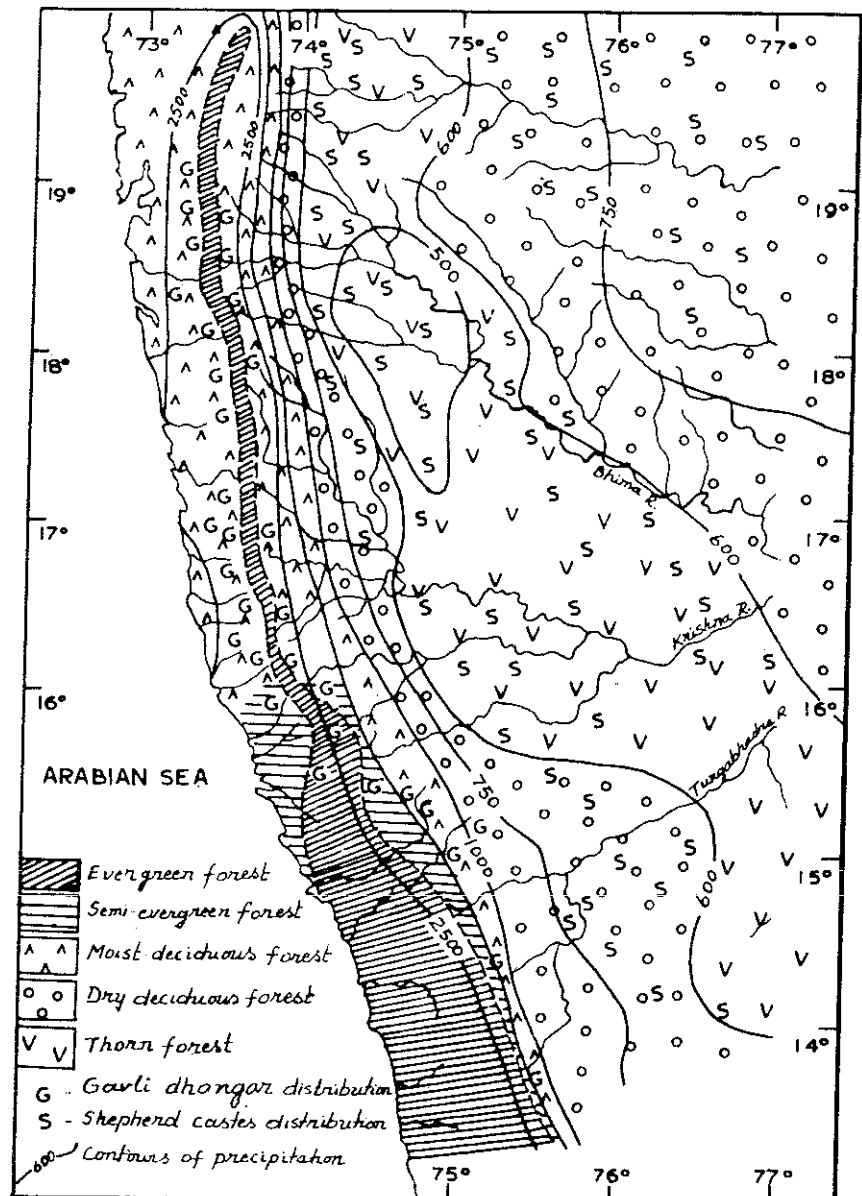 73° 74° 75° 76° 77°
2500
2500
600
750
19° 19°
500
18° 18°
Bhima R.
17° 17°
600
Krishna R.
16° 16°
Tungabhadra R
ARABIAN SEA
750
1000
600
15° 15°
2500
Evergreen forest
Semi-evergreen forest
Moist deciduous forest
Dry deciduous forest
14°
Thorn forest
G - Gavli dhangar distribution
S - Shepherd castes distribution
600 Contours of precipitation
75° 76° 77°